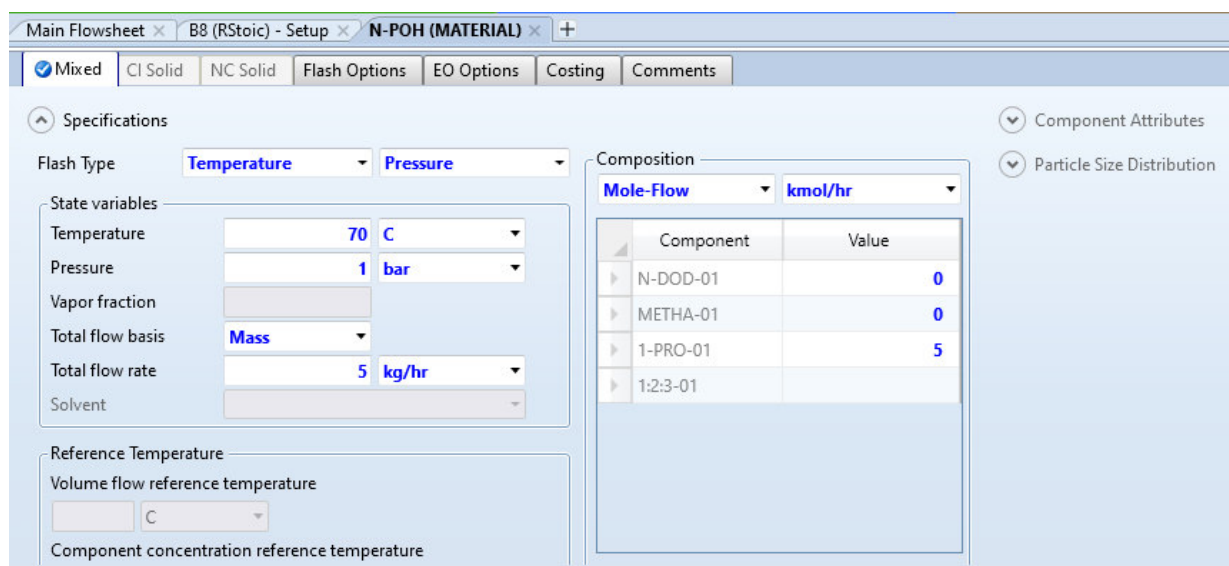 Main Flowsheet × B8 (RStoic) - Setup × N-POH (MATERIAL) × +
Mixed CI Solid NC Solid Flash Options EO Options Costing Comments
Specifications
Flash Type Temperature Pressure
State variables
Temperature 70 C
Pressure 1 bar
Vapor fraction
Total flow basis Mass
Total flow rate 5 kg/hr
Solvent
Reference Temperature
Volume flow reference temperature
C
Component concentration reference temperature
Composition
Mole-Flow kmol/hr
Component Value
N-DOD-01 0
METHA-01 0
1-PRO-01 5
1:2:3-01
Component Attributes
Particle Size Distribution